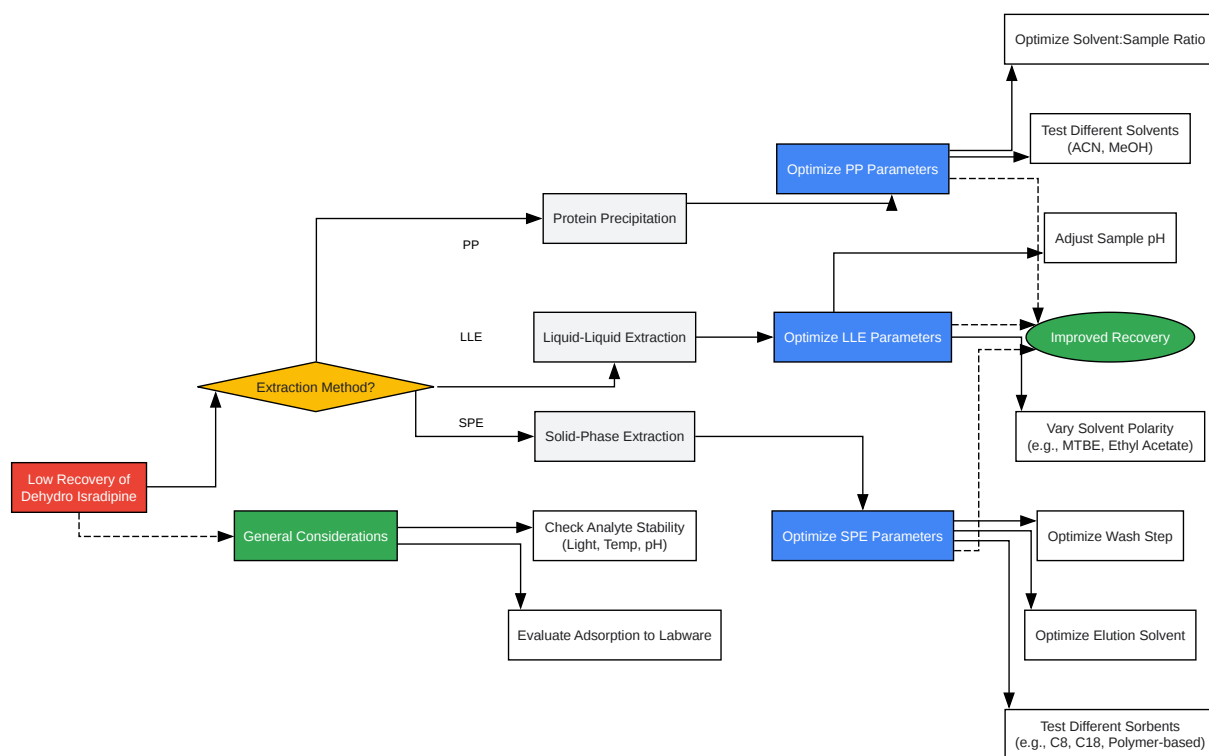 Optimize Solvent:Sample Ratio
Test Different Solvents
(ACN, MeOH)
Optimize PP Parameters
Protein Precipitation
PP
Adjust Sample pH
LLE
Liquid-Liquid Extraction
Optimize LLE Parameters
Improved Recovery
Extraction Method?
SPE
Solid-Phase Extraction
Vary Solvent Polarity
(e.g., MTBE, Ethyl Acetate)
Low Recovery of
Dehydro Isradipine
General Considerations
Check Analyte Stability
(Light, Temp, pH)
Optimize SPE Parameters
Optimize Wash Step
Evaluate Adsorption to Labware
Optimize Elution Solvent
Test Different Sorbents
(e.g., C8, C18, Polymer-based)